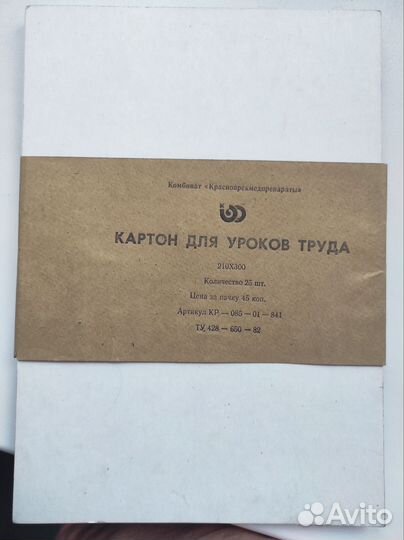 Комбинат «Красноярскмедпрепараты»
КАРТОН ДЛЯ УРОКОВ ТРУДА
210X300
Количество 25 шт.
Цена за пачку 45 коп.
Артикул КР — 085 — 01 — 841
ТУ 428 — 650 — 82
Avito